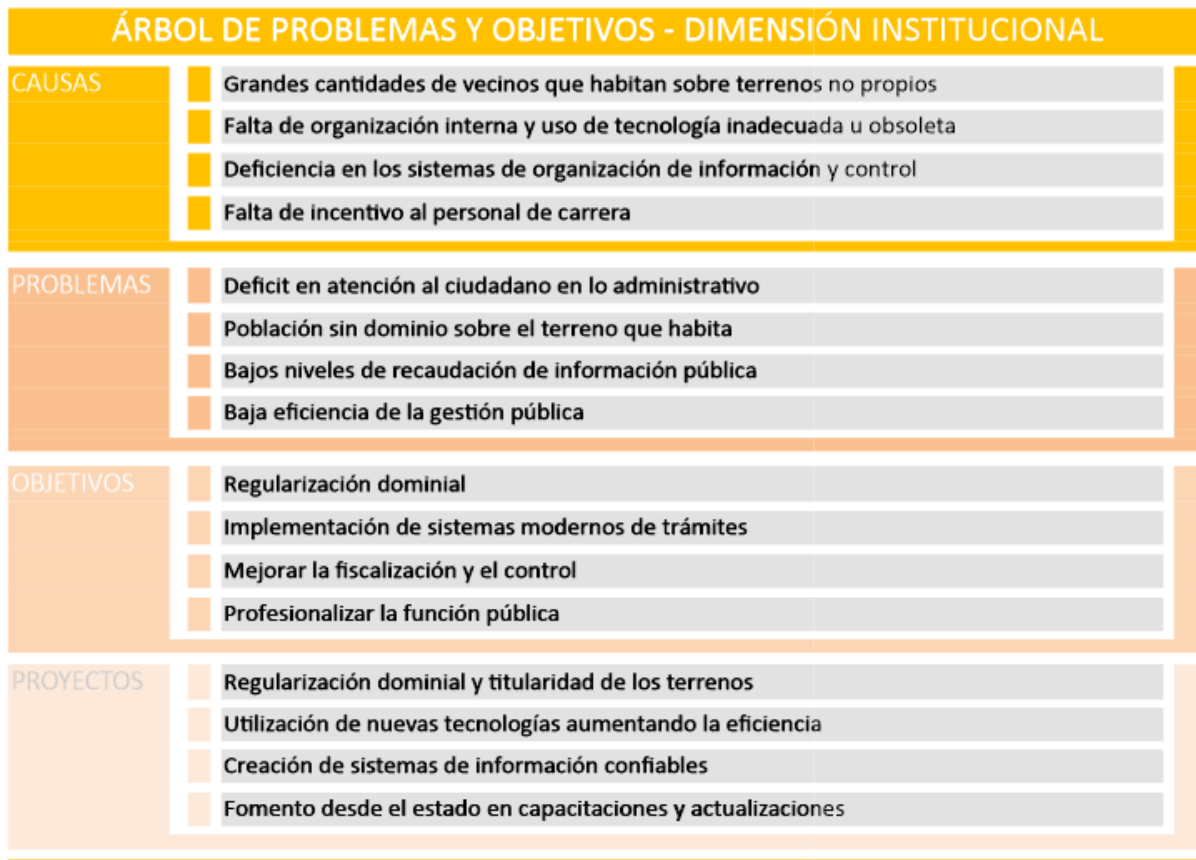 ÁRBOL DE PROBLEMAS Y OBJETIVOS - DIMENSIÓN INSTITUCIONAL
CAUSAS
Grandes cantidades de vecinos que habitan sobre terrenos no propios
Falta de organización interna y uso de tecnología inadecuada u obsoleta
Deficiencia en los sistemas de organización de información y control
Falta de incentivo al personal de carrera
PROBLEMAS
Deficit en atención al ciudadano en lo administrativo
Población sin dominio sobre el terreno que habita
Bajos niveles de recaudación de información pública
Baja eficiencia de la gestión pública
OBJETIVOS
Regularización dominial
Implementación de sistemas modernos de trámites
Mejorar la fiscalización y el control
Profesionalizar la función pública
PROYECTOS
Regularización dominial y titularidad de los terrenos
Utilización de nuevas tecnologías aumentando la eficiencia
Creación de sistemas de información confiables
Fomento desde el estado en capacitaciones y actualizaciones